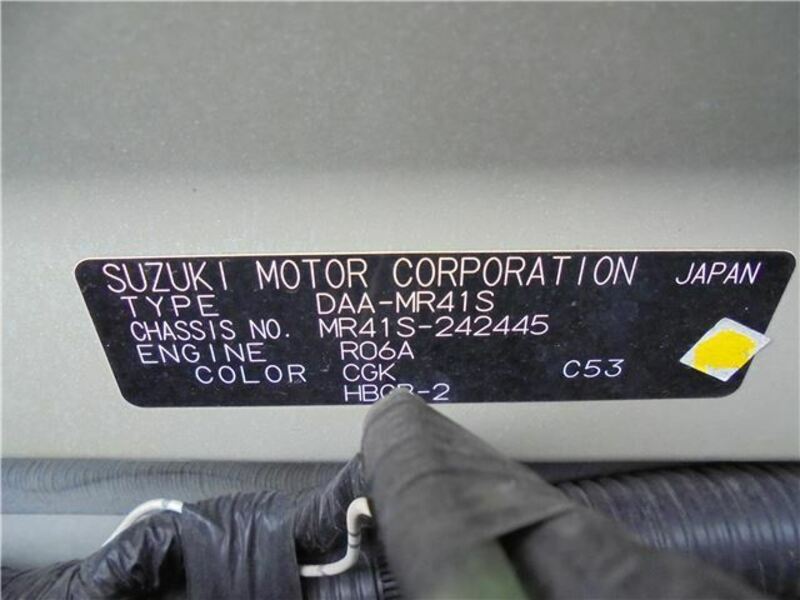 SUZUKI MOTOR CORPORATION JAPAN
TYPE DAA-MR41S
CHASSIS NO. MR41S-242445
ENGINE R06A
COLOR CGK C53